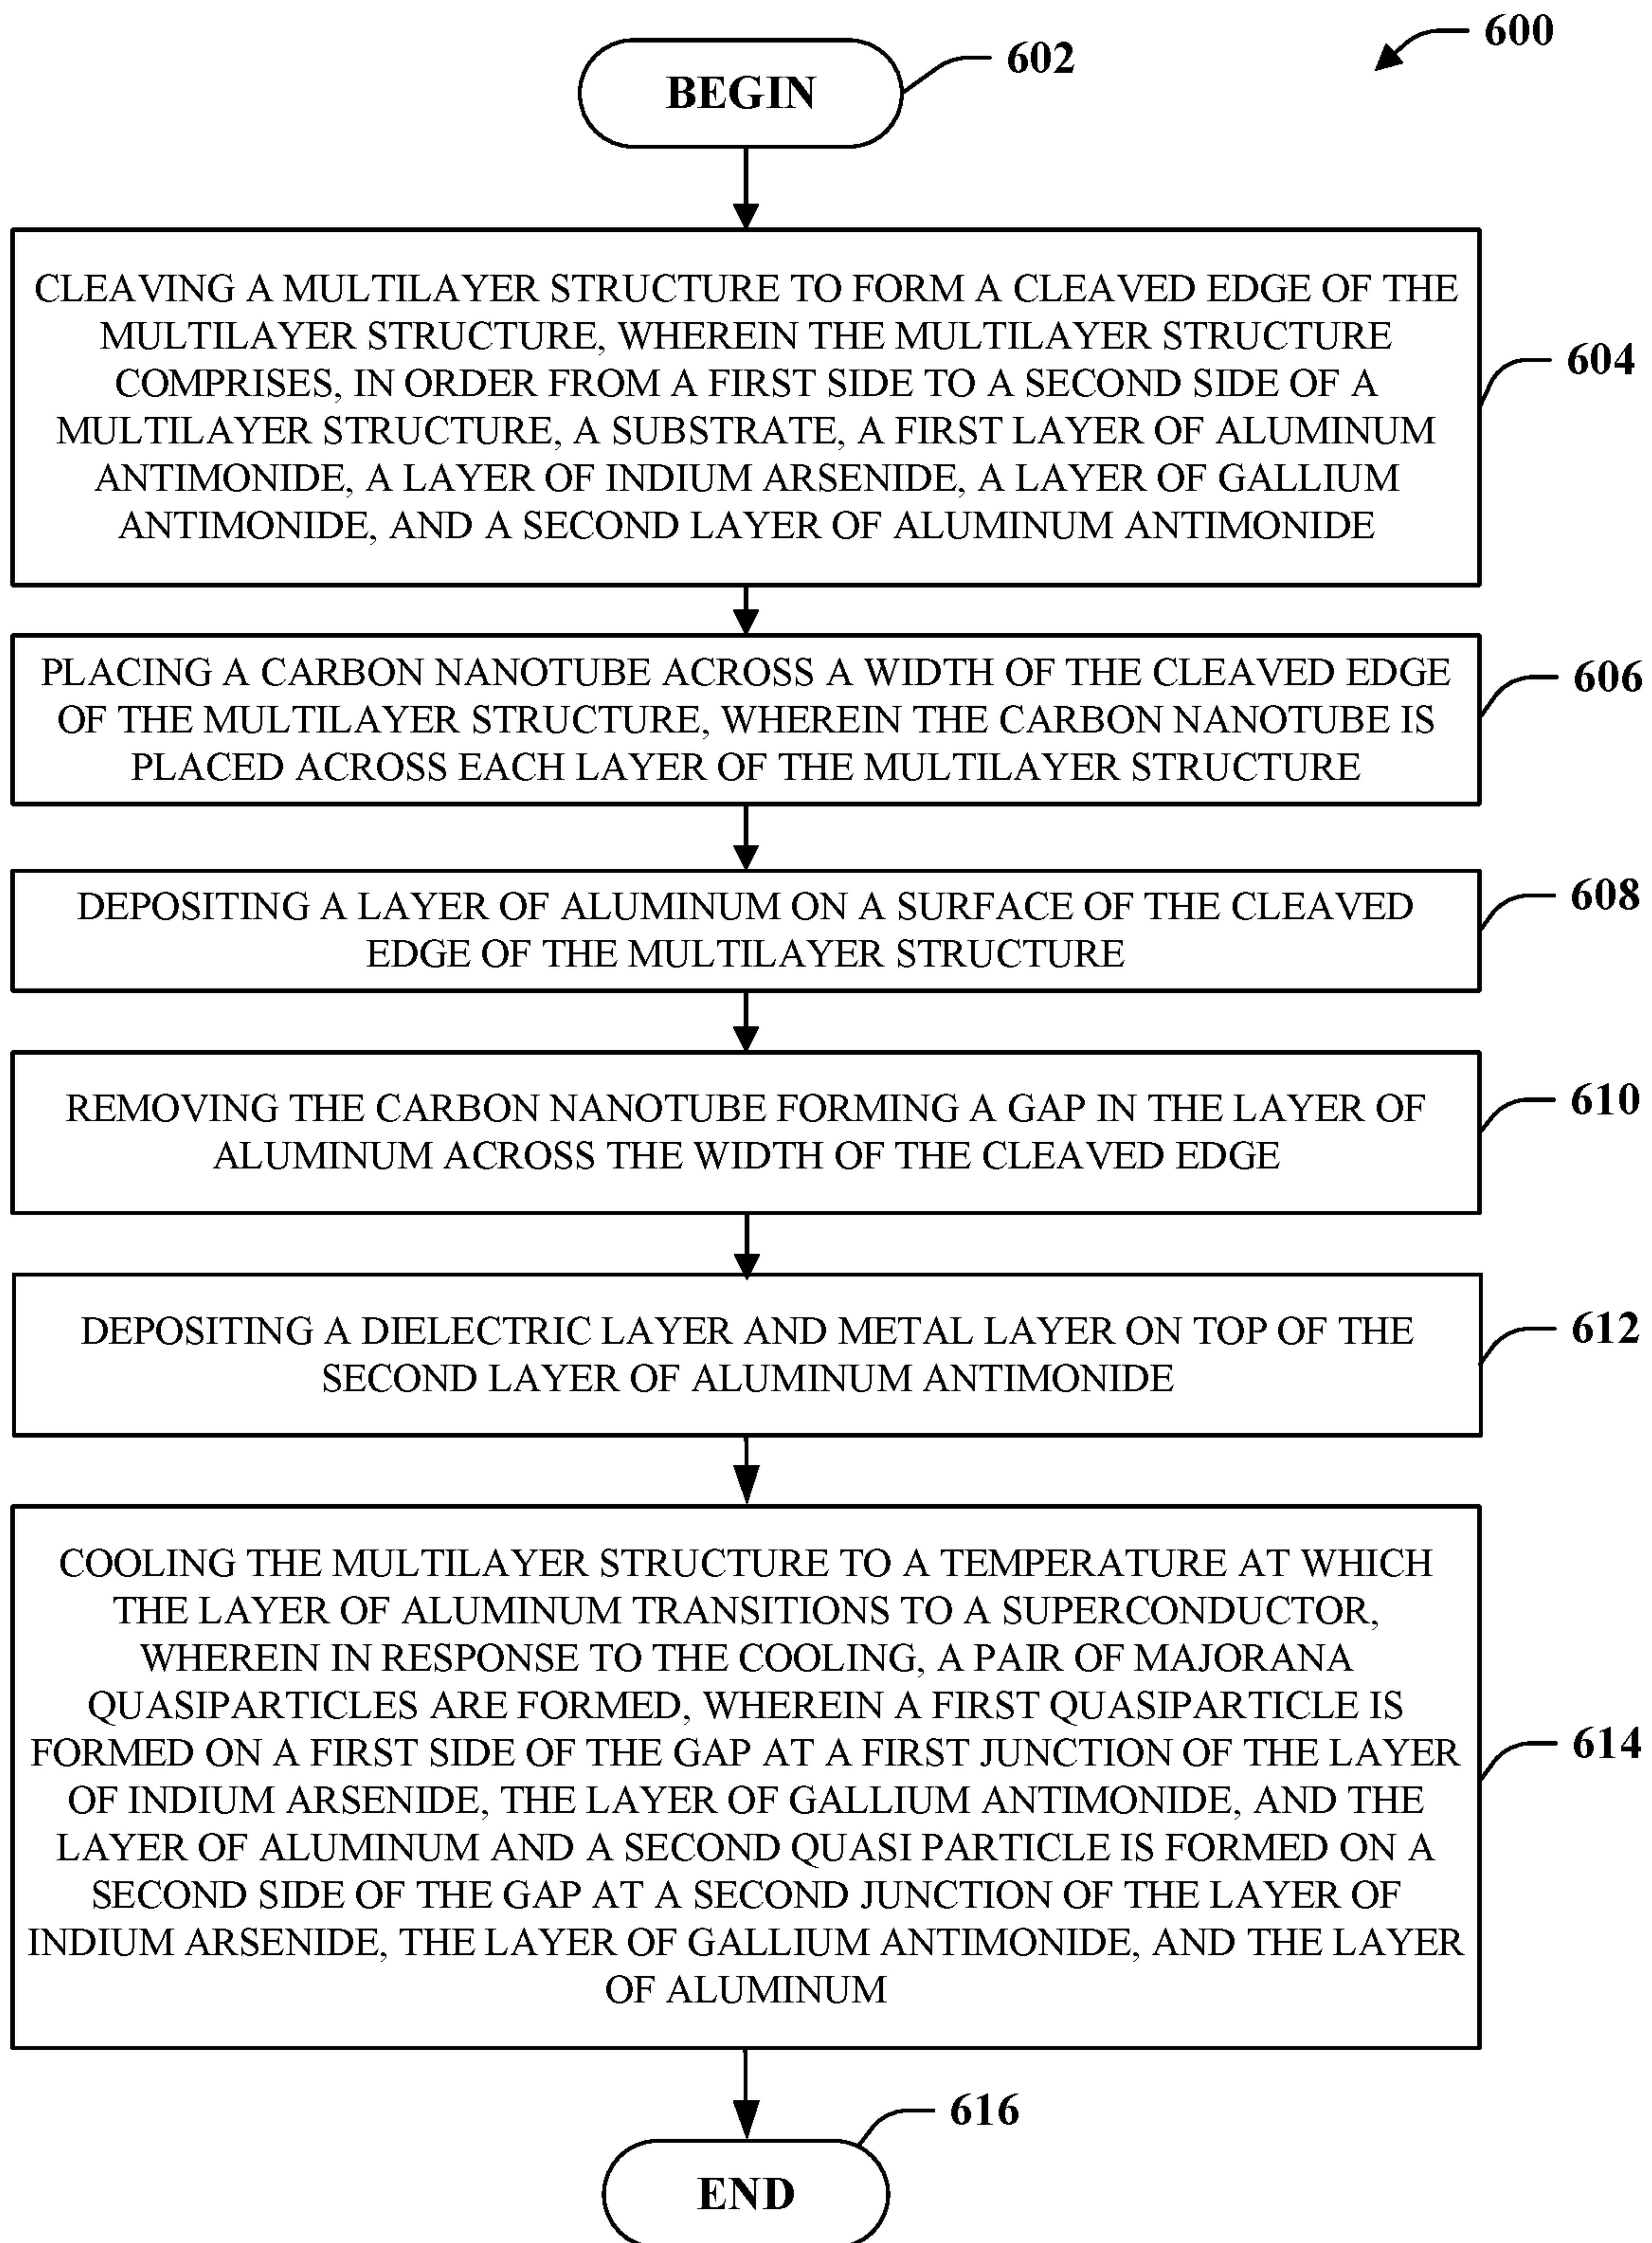 600
BEGIN
602
CLEAVING A MULTILAYER STRUCTURE TO FORM A CLEAVED EDGE OF THE
MULTILAYER STRUCTURE, WHEREIN THE MULTILAYER STRUCTURE
COMPRISES, IN ORDER FROM A FIRST SIDE TO A SECOND SIDE OF A
MULTILAYER STRUCTURE, A SUBSTRATE, A FIRST LAYER OF ALUMINUM
ANTIMONIDE, A LAYER OF INDIUM ARSENIDE, A LAYER OF GALLIUM
ANTIMONIDE, AND A SECOND LAYER OF ALUMINUM ANTIMONIDE
604
PLACING A CARBON NANOTUBE ACROSS A WIDTH OF THE CLEAVED EDGE
OF THE MULTILAYER STRUCTURE, WHEREIN THE CARBON NANOTUBE IS
PLACED ACROSS EACH LAYER OF THE MULTILAYER STRUCTURE
606
DEPOSITING A LAYER OF ALUMINUM ON A SURFACE OF THE CLEAVED
EDGE OF THE MULTILAYER STRUCTURE
608
REMOVING THE CARBON NANOTUBE FORMING A GAP IN THE LAYER OF
ALUMINUM ACROSS THE WIDTH OF THE CLEAVED EDGE
610
DEPOSITING A DIELECTRIC LAYER AND METAL LAYER ON TOP OF THE
SECOND LAYER OF ALUMINUM ANTIMONIDE
612
COOLING THE MULTILAYER STRUCTURE TO A TEMPERATURE AT WHICH
THE LAYER OF ALUMINUM TRANSITIONS TO A SUPERCONDUCTOR,
WHEREIN IN RESPONSE TO THE COOLING, A PAIR OF MAJORANA
QUASIPARTICLES ARE FORMED, WHEREIN A FIRST QUASIPARTICLE IS
FORMED ON A FIRST SIDE OF THE GAP AT A FIRST JUNCTION OF THE LAYER
OF INDIUM ARSENIDE, THE LAYER OF GALLIUM ANTIMONIDE, AND THE
LAYER OF ALUMINUM AND A SECOND QUASI PARTICLE IS FORMED ON A
SECOND SIDE OF THE GAP AT A SECOND JUNCTION OF THE LAYER OF
INDIUM ARSENIDE, THE LAYER OF GALLIUM ANTIMONIDE, AND THE LAYER
OF ALUMINUM
614
616
END